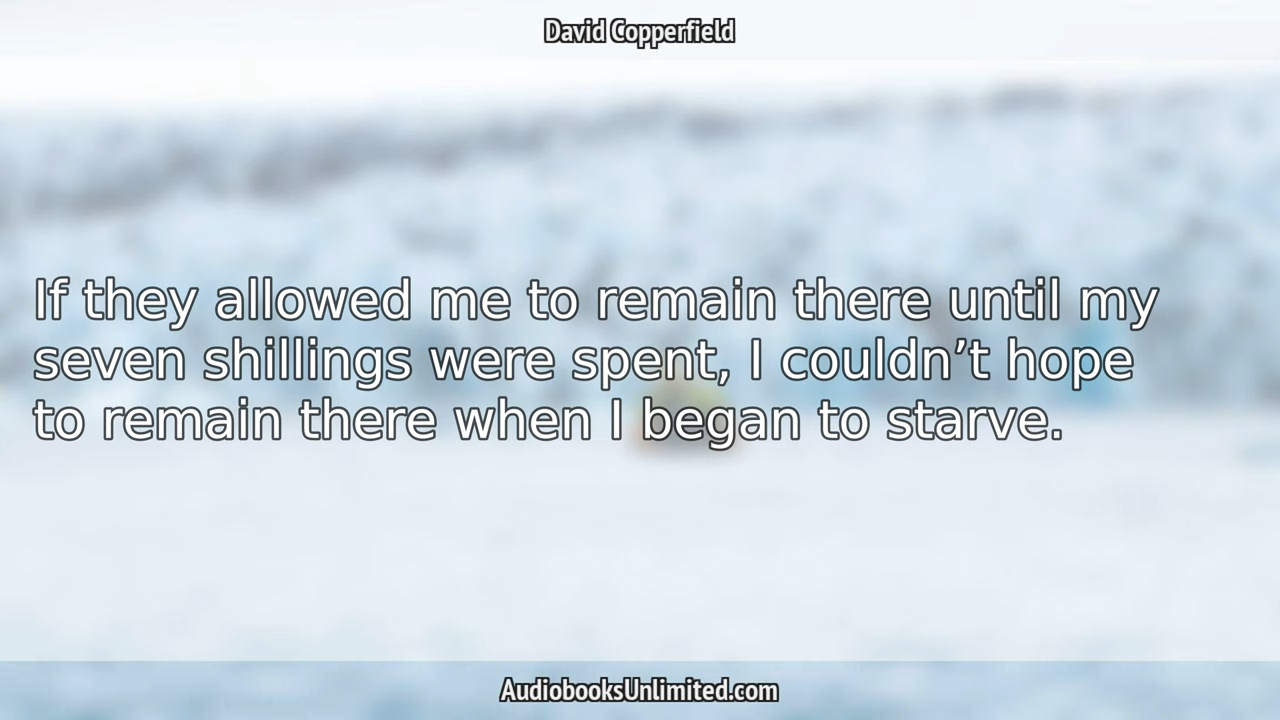 David Copperfield
If they allowed me to remain there until my
seven shillings were spent, I couldn’t hope
to remain there when I began to starve.
AudiobooksUnlimited.com